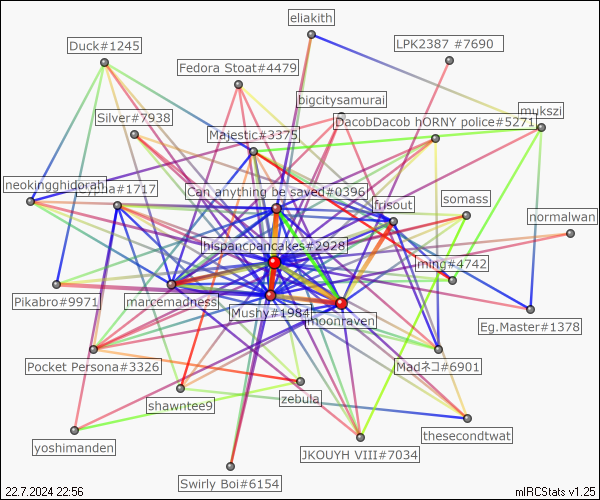 eliakith
LPK2387 #7690
Duck#1245
Fedora Stoat#4479
bigcitysamurai
mukszi
Silver#7938
DacobDacob hORNY police#5271
Majestic#3375
neokingghidorah
#1717
Can anything be saved#0396
frisout
somass
normalwan
hispancpancakes#2928
ming#4742
Pikabro#9971
marcemadness
Mushy#1984
moonraven
Eg.Master#1378
Pocket Persona#3326
Madネコ#6901
shawntee9
zebula
thesecondtwat
yoshimanden
JKOUYH VIII#7034
Swirly Boi#6154
22.7.2024 22:56
mIRCStats v1.25